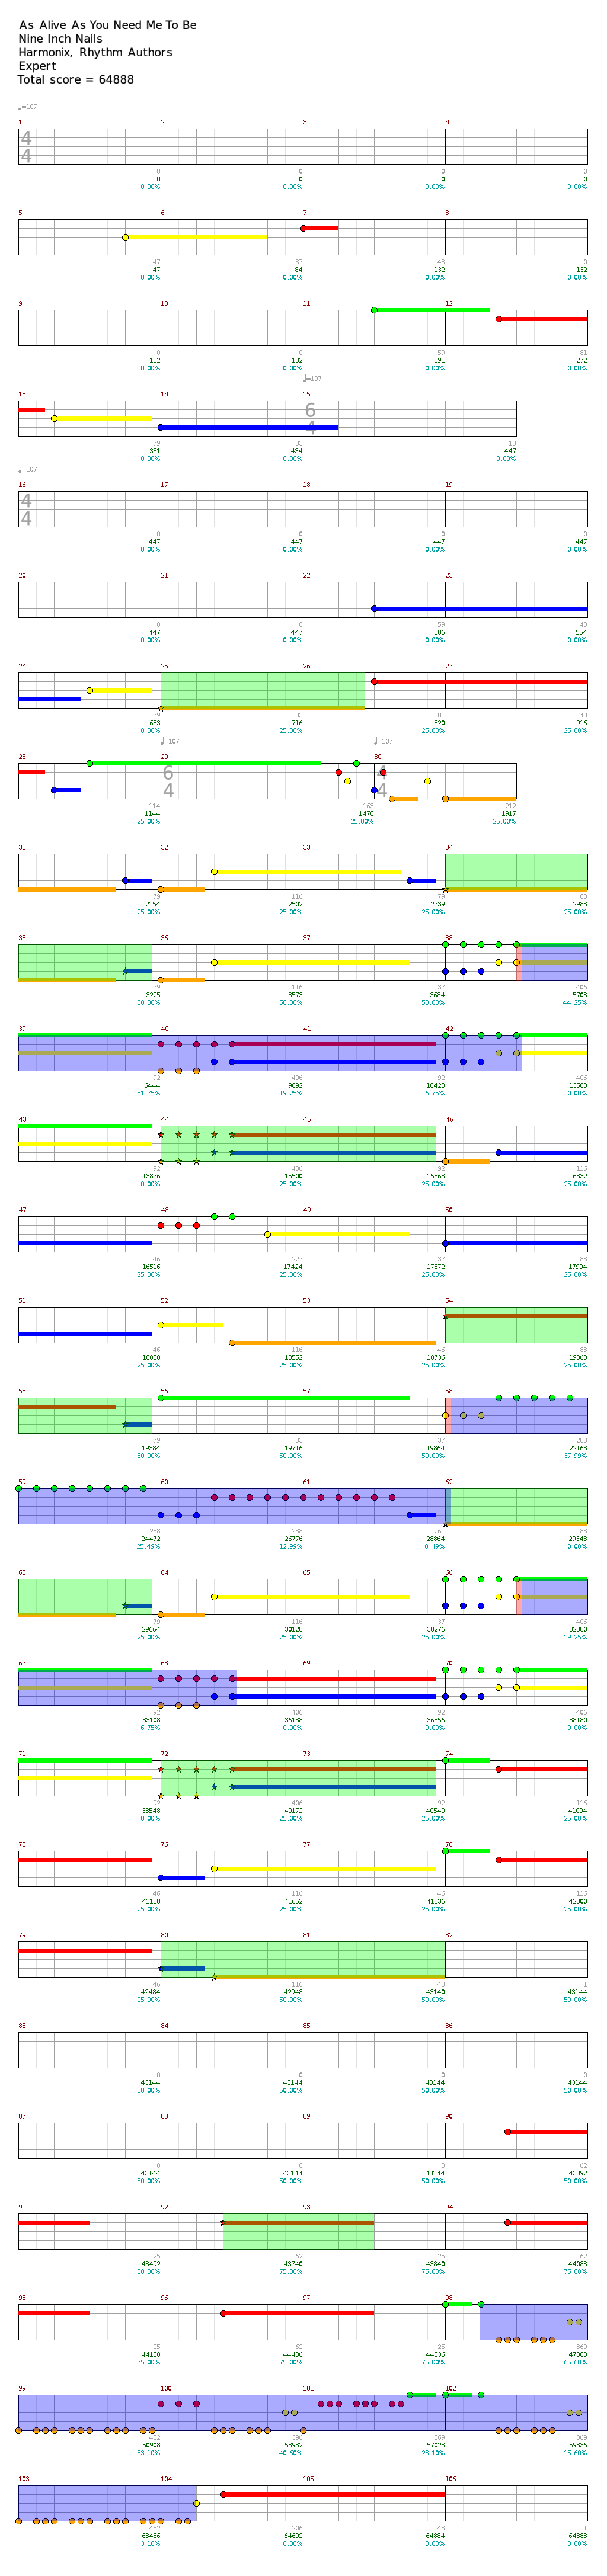 As Alive As You Need Me To Be
Nine Inch Nails
Harmonix, Rhythm Authors
Expert
Total score = 64888
♩=107
1 2 3 4
4
4
0 0 0 0
0 0 0 0
0.00% 0.00% 0.00% 0.00%
5 6 7 8
47 37 48 0
47 84 132 132
0.00% 0.00% 0.00% 0.00%
9 10 11 12
0 0 59 81
132 132 191 272
0.00% 0.00% 0.00% 0.00%
♩=107
13 14 15
6
4
79 83 13
351 434 447
0.00% 0.00% 0.00%
♩=107
16 17 18 19
4
4
0 0 0 0
447 447 447 447
0.00% 0.00% 0.00% 0.00%
20 21 22 23
0 0 59 48
447 447 506 554
0.00% 0.00% 0.00% 0.00%
24 25 26 27
79 83 81 48
633 716 820 916
0.00% 25.00% 25.00% 25.00%
♩=107 ♩=107
28 29 30
6 4
4 4
114 163 212
1144 1470 1917
25.00% 25.00% 25.00%
31 32 33 34
79 116 79 83
2154 2502 2739 2988
25.00% 25.00% 25.00% 25.00%
35 36 37 38
79 116 37 406
3225 3573 3684 5708
50.00% 50.00% 50.00% 44.25%
39 40 41 42
92 406 92 406
6444 9692 10428 13508
31.75% 19.25% 6.75% 0.00%
43 44 45 46
92 406 92 116
13876 15500 15868 16332
0.00% 25.00% 25.00% 25.00%
47 48 49 50
46 227 37 83
16516 17424 17572 17904
25.00% 25.00% 25.00% 25.00%
51 52 53 54
46 116 46 83
18088 18552 18736 19068
25.00% 25.00% 25.00% 25.00%
55 56 57 58
79 83 37 288
19384 19716 19864 22168
50.00% 50.00% 50.00% 37.99%
59 60 61 62
288 288 261 83
24472 26776 28864 29348
25.49% 12.99% 0.49% 0.00%
63 64 65 66
79 116 37 406
29664 30128 30276 32380
25.00% 25.00% 25.00% 19.25%
67 68 69 70
92 406 92 406
33108 36188 36556 38180
6.75% 0.00% 0.00% 0.00%
71 72 73 74
92 406 92 116
38548 40172 40540 41004
0.00% 25.00% 25.00% 25.00%
75 76 77 78
46 116 46 116
41188 41652 41836 42300
25.00% 25.00% 25.00% 25.00%
79 80 81 82
46 116 48 1
42484 42948 43140 43144
25.00% 50.00% 50.00% 50.00%
83 84 85 86
0 0 0 0
43144 43144 43144 43144
50.00% 50.00% 50.00% 50.00%
87 88 89 90
0 0 0 62
43144 43144 43144 43392
50.00% 50.00% 50.00% 50.00%
91 92 93 94
25 62 25 62
43492 43740 43840 44088
50.00% 75.00% 75.00% 75.00%
95 96 97 98
25 62 25 369
44188 44436 44536 47308
75.00% 75.00% 75.00% 65.60%
99 100 101 102
432 396 369 369
50908 53932 57028 59836
53.10% 40.60% 28.10% 15.60%
103 104 105 106
432 206 48 1
63436 64692 64884 64888
3.10% 0.00% 0.00% 0.00%